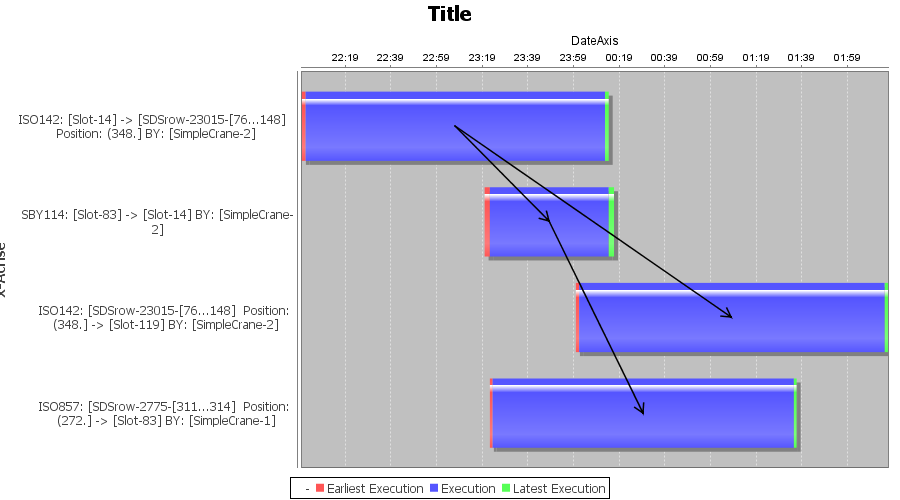 Title
DateAxis
22:19 22:39 22:59 23:19 23:39 23:59 00:19 00:39 00:59 01:19 01:39 01:59
ISO142: [Slot-14] -> [SDSrow-23015-[76...148]
Position: (348.] BY: [SimpleCrane-2]
SBY114: [Slot-83] -> [Slot-14] BY: [SimpleCrane-
2]
ISO142: [SDSrow-23015-[76...148] Position:
(348.] -> [Slot-119] BY: [SimpleCrane-2]
ISO857: [SDSrow-2775-[311...314] Position:
(272.] -> [Slot-83] BY: [SimpleCrane-1]
- Earliest Execution Execution Latest Execution